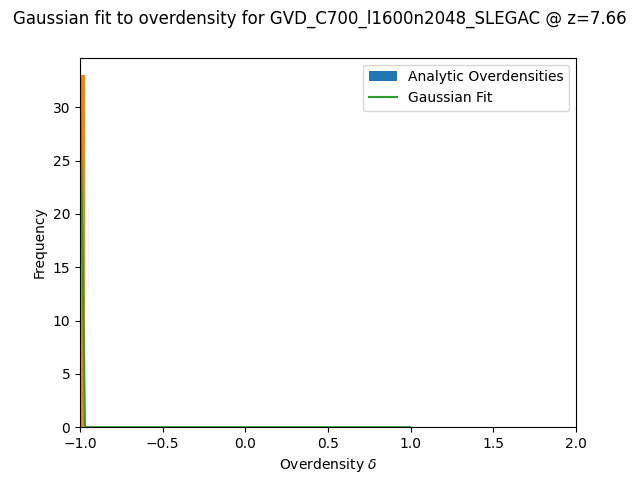 Gaussian fit to overdensity for GVD_C700_l1600n2048_SLEGAC @ z=7.66
Analytic Overdensities
Gaussian Fit
Frequency
30
25
20
15
10
5
0
−1.0 −0.5 0.0 0.5 1.0 1.5 2.0
Overdensity δ